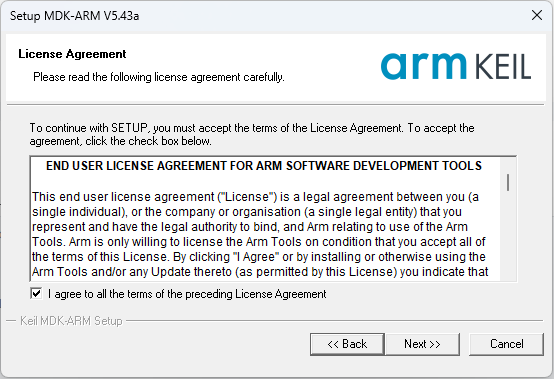 Setup MDK-ARM V5.43a
License Agreement
Please read the following license agreement carefully.
arm KEIL
To continue with SETUP, you must accept the terms of the License Agreement. To accept the
agreement, click the check box below.
END USER LICENSE AGREEMENT FOR ARM SOFTWARE DEVELOPMENT TOOLS
This end user license agreement ("License") is a legal agreement between you (a
single individual), or the company or organisation (a single legal entity) that you
represent and have the legal authority to bind, and Arm relating to use of the Arm
Tools. Arm is only willing to license the Arm Tools on condition that you accept all of
the terms of this License. By clicking "I Agree" or by installing or otherwise using the
Arm Tools and/or any Update thereto (as permitted by this License) you indicate that
I agree to all the terms of the preceding License Agreement
Keil MDK-ARM Setup
<< Back
Next >>
Cancel